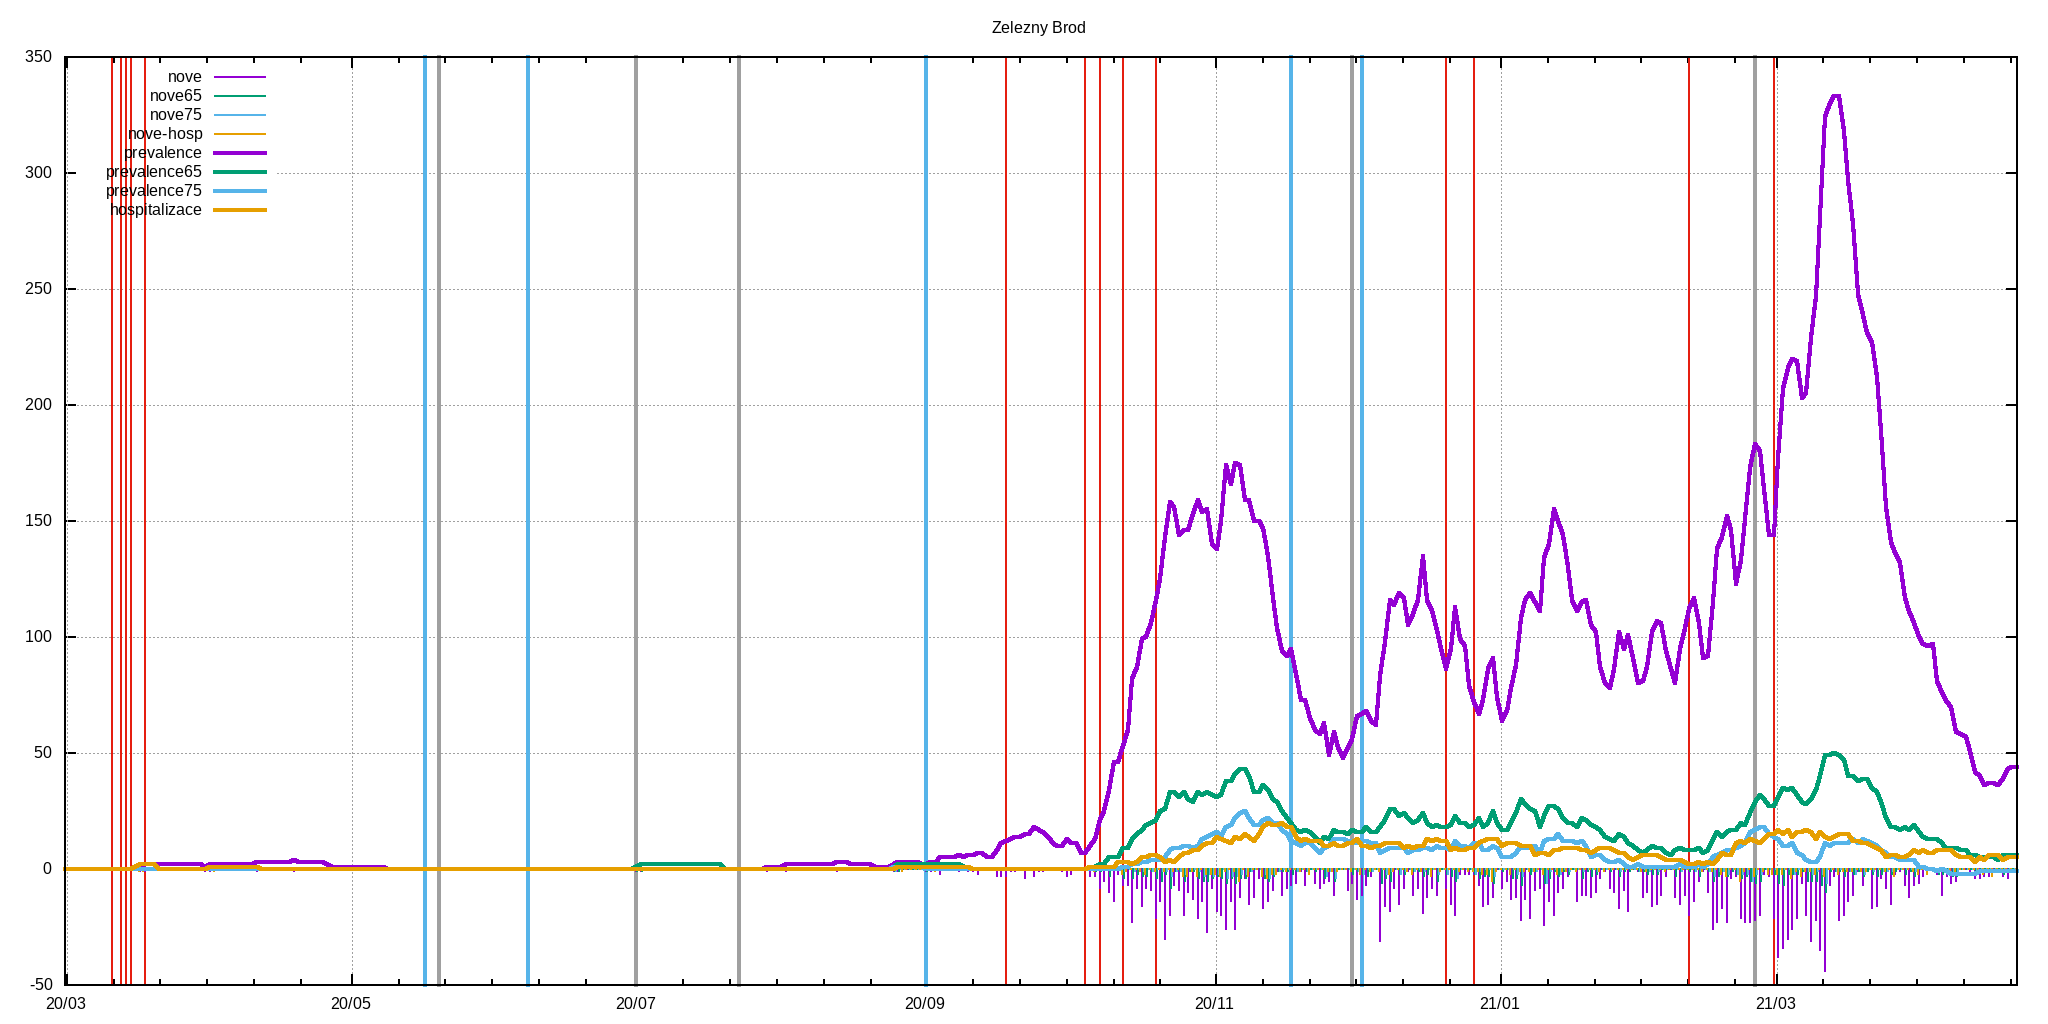 Zelezny Brod
350
300
250
200
150
100
50
0
-50
nove
nove65
nove75
nove-hosp
prevalence
prevalence65
prevalence75
hospitalizace
20/03 20/05 20/07 20/09 20/11 21/01 21/03